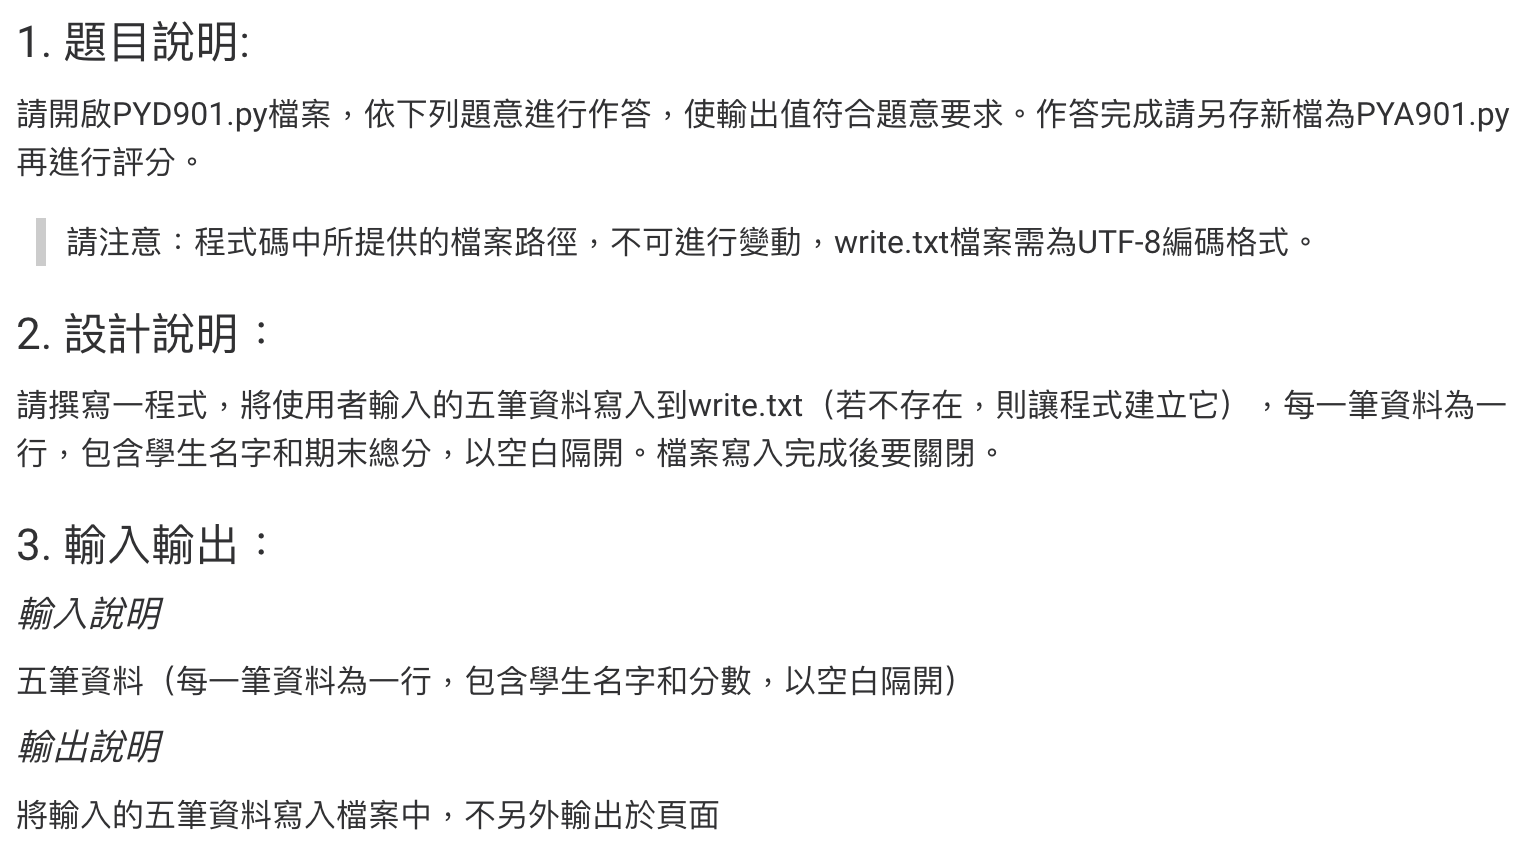 1. 題目說明:
請開啟PYD901.py檔案，依下列題意進行作答，使輸出值符合題意要求。作答完成請另存新檔為PYA901.py
再進行評分。
請注意：程式碼中所提供的檔案路徑，不可進行變動，write.txt檔案需為UTF-8編碼格式。
2. 設計說明：
請撰寫一程式，將使用者輸入的五筆資料寫入到write.txt（若不存在，則讓程式建立它），每一筆資料為一
行，包含學生名字和期末總分，以空白隔開。檔案寫入完成後要關閉。
3. 輸入輸出：
輸入說明
五筆資料（每一筆資料為一行，包含學生名字和分數，以空白隔開）
輸出說明
將輸入的五筆資料寫入檔案中，不另外輸出於頁面